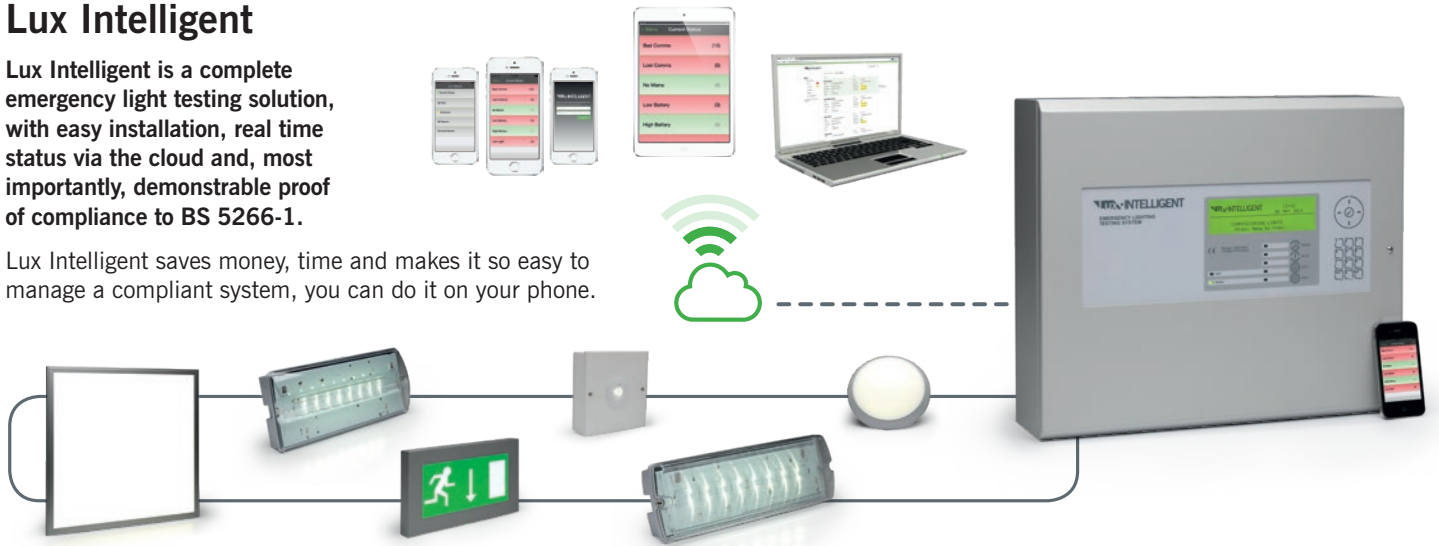 Lux Intelligent
Lux Intelligent is a complete
emergency light testing solution,
with easy installation, real time
status via the cloud and, most
importantly, demonstrable proof
of compliance to BS 5266-1.
Lux Intelligent saves money, time and makes it so easy to
manage a compliant system, you can do it on your phone.
Current Status
Bad Comms
Lost Comms
No Mains
Low Battery
High Battery
Lux-INTELLIGENT
EMERGENCY LIGHTING
TESTING SYSTEM
INTELLIGENT